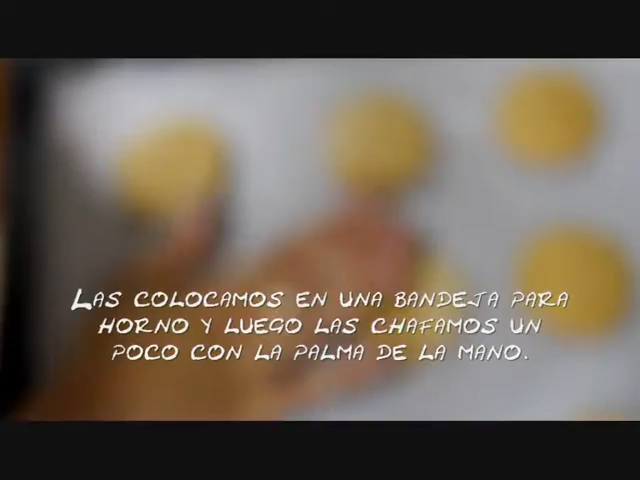 Las colocamos en una bandeja para
horno y luego las chafamos un
poco con la palma de la mano.